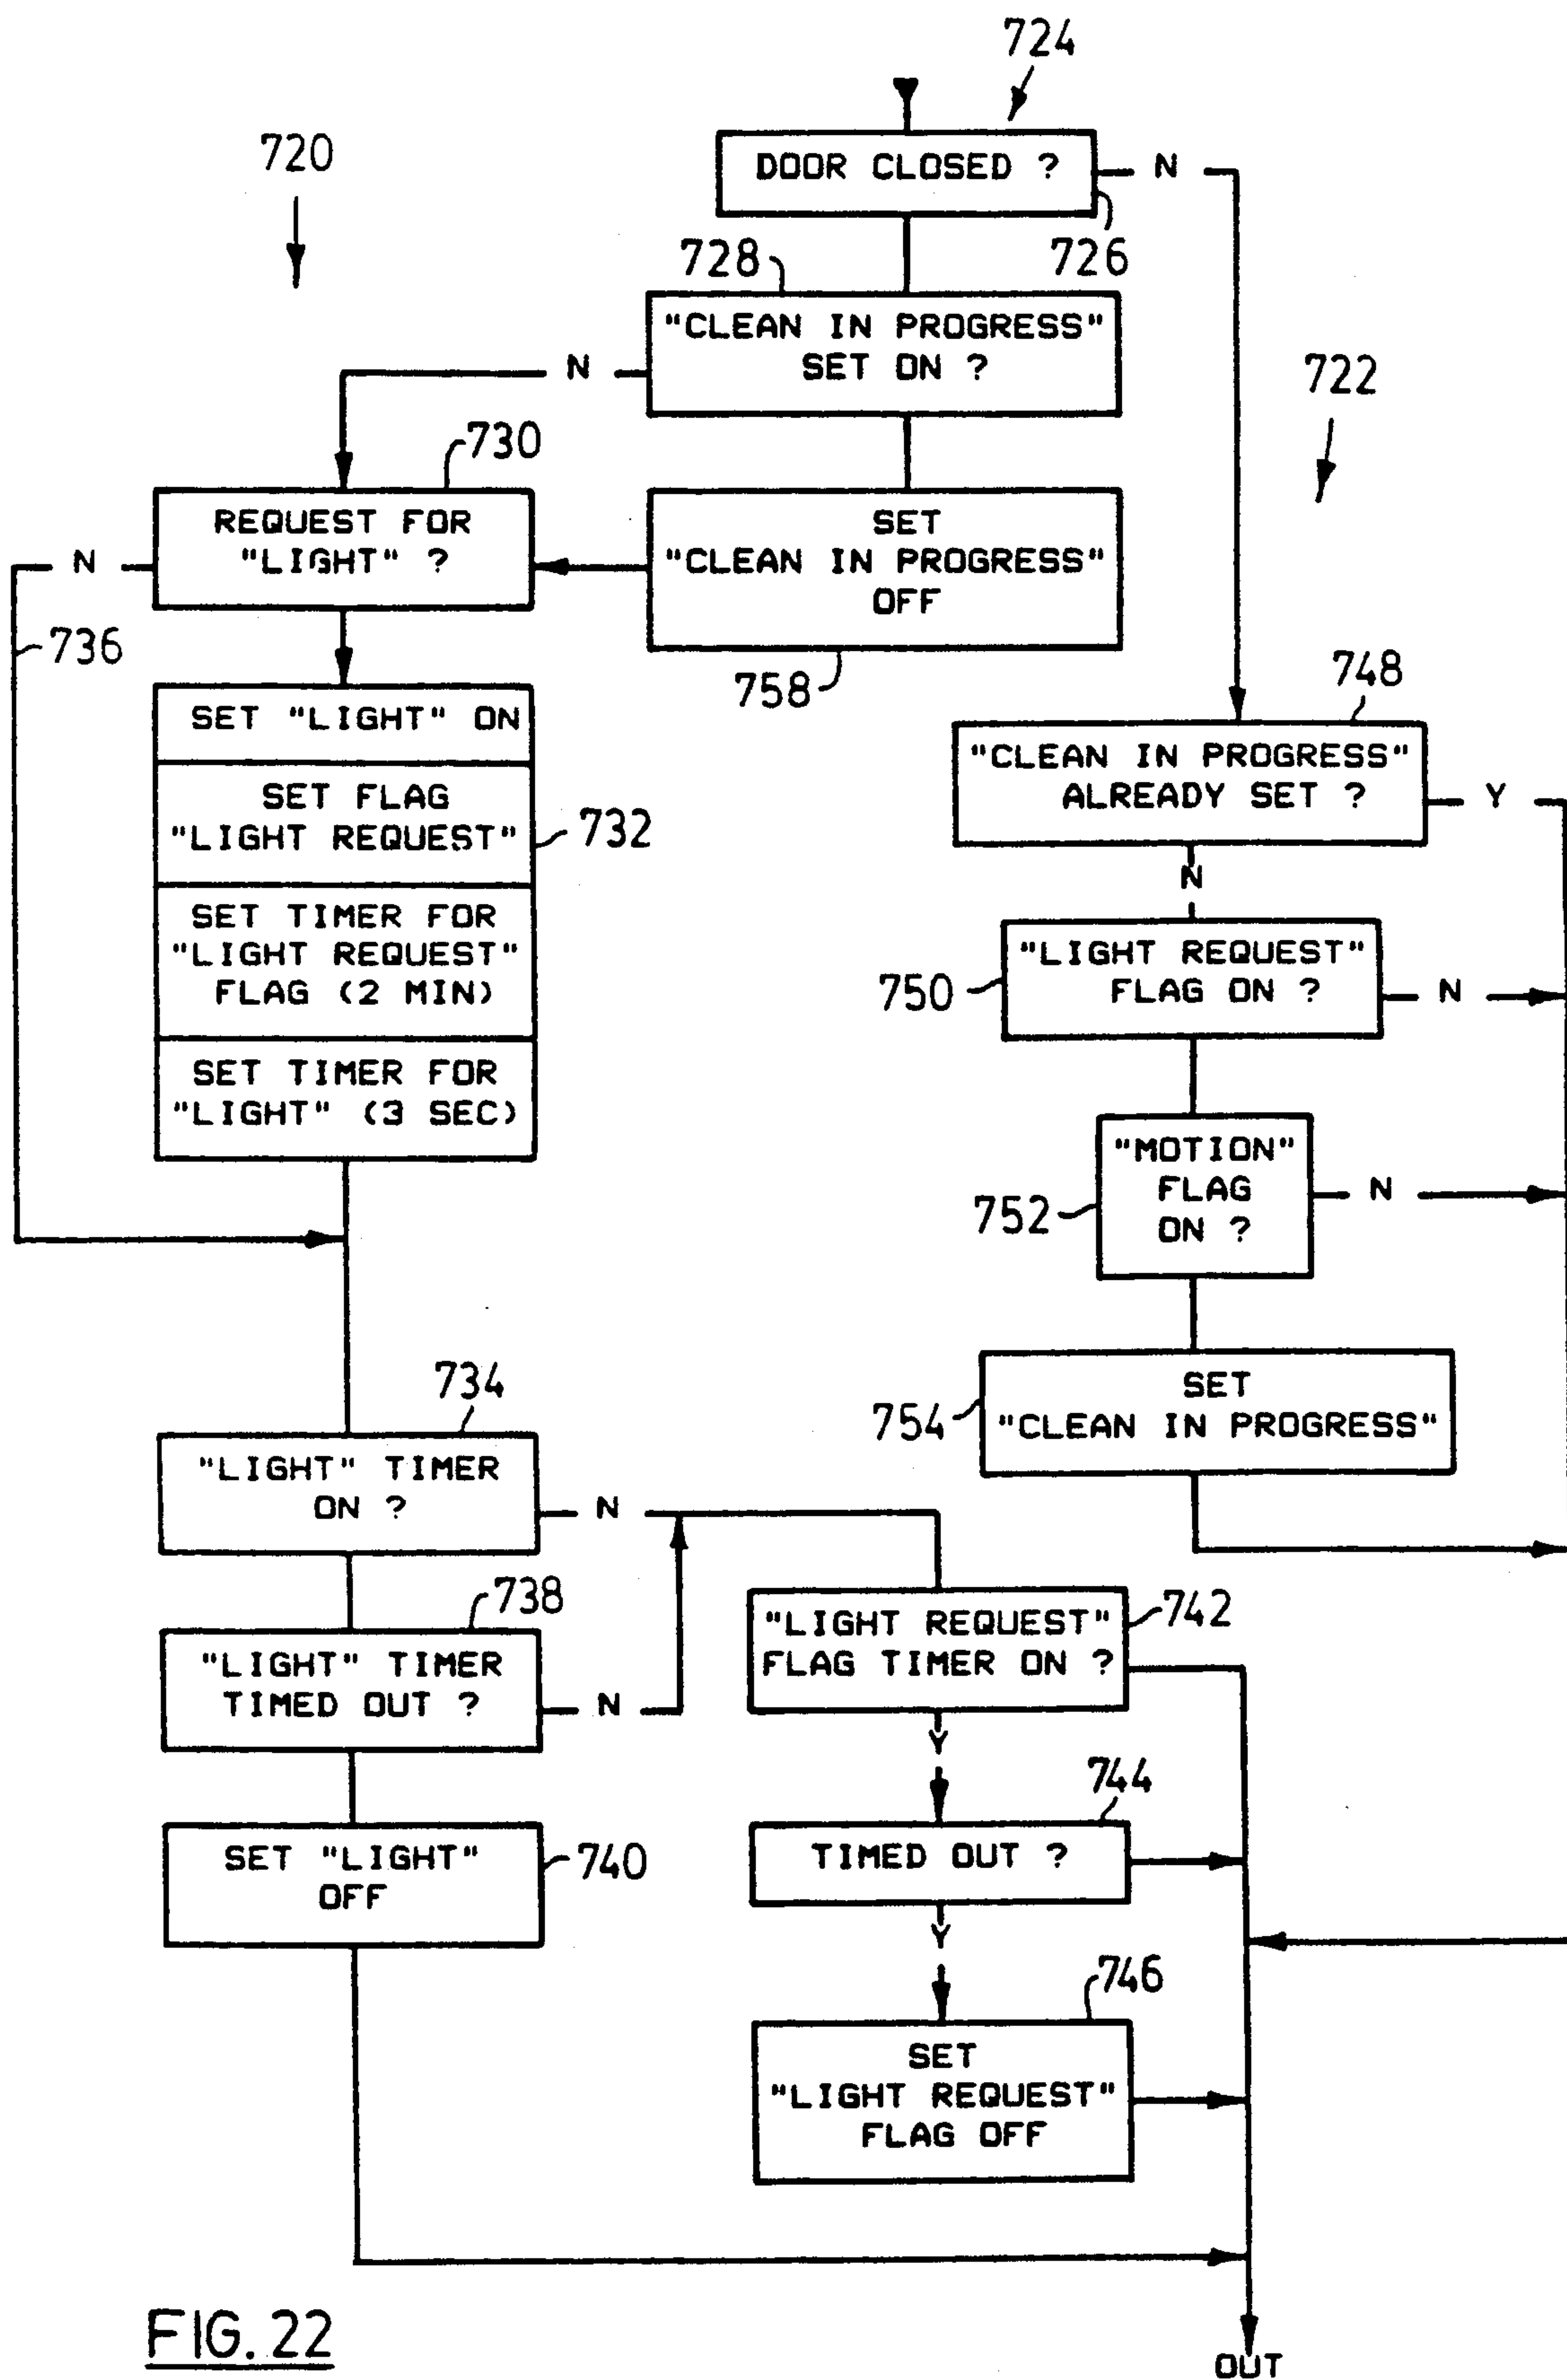 724
720
DOOR CLOSED ?
N
726
728
"CLEAN IN PROGRESS"
SET ON ?
N
722
730
REQUEST FOR
"LIGHT" ?
N
736
SET
"CLEAN IN PROGRESS"
OFF
758
SET "LIGHT" ON
SET FLAG
"LIGHT REQUEST"
732
SET TIMER FOR
"LIGHT REQUEST"
FLAG (2 MIN)
SET TIMER FOR
"LIGHT" (3 SEC)
748
"CLEAN IN PROGRESS"
ALREADY SET ?
Y
N
750
"LIGHT REQUEST"
FLAG ON ?
N
752
"MOTION"
FLAG
ON ?
N
754
SET
"CLEAN IN PROGRESS"
734
"LIGHT" TIMER
ON ?
N
738
"LIGHT" TIMER
TIMED OUT ?
N
SET "LIGHT"
OFF
740
742
"LIGHT REQUEST"
FLAG TIMER ON ?
Y
744
TIMED OUT ?
Y
746
SET
"LIGHT REQUEST"
FLAG OFF
FIG. 22
OUT